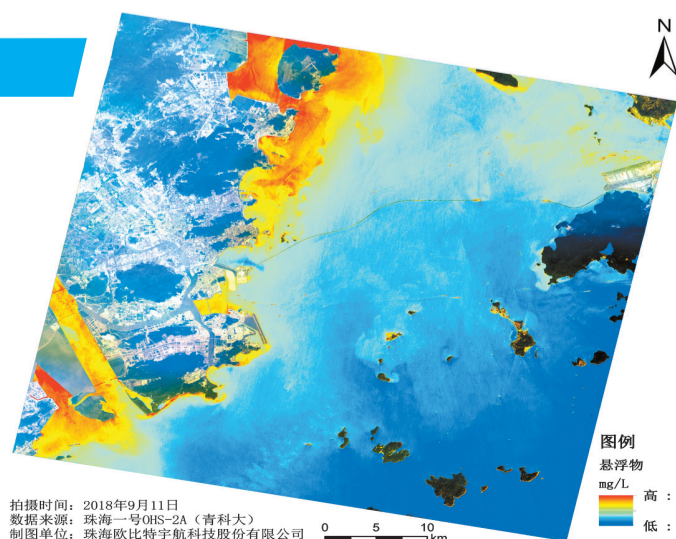 N
图例
悬浮物
mg/L
高：
低：
拍摄时间：2018年9月11日
数据来源：珠海一号OHS-2A（青科大）
制图单位：珠海欧比特宇航科技股份有限公司
0 5 10
km